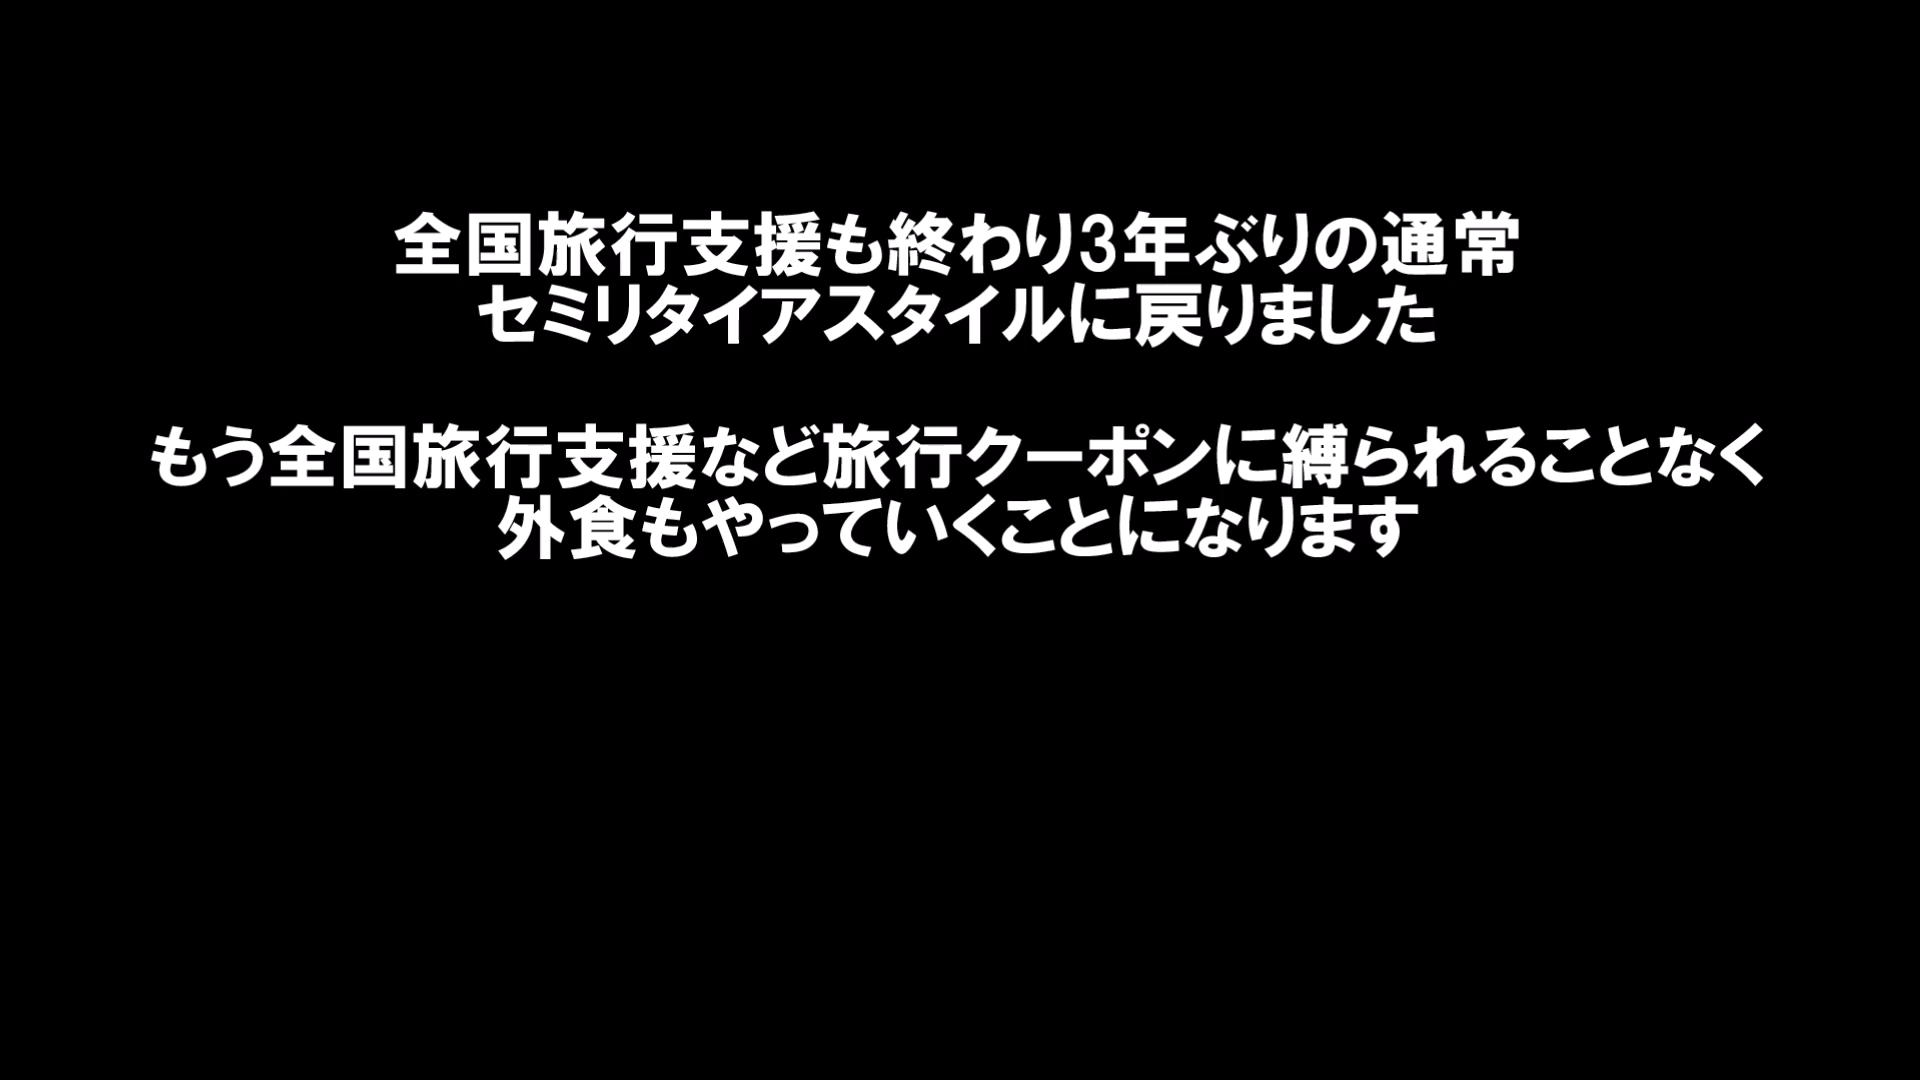 全国旅行支援も終わり3年ぶりの通常
セミリタイアスタイルに戻りました
もう全国旅行支援など旅行クーポンに縛られることなく
外食もやっていくことになります